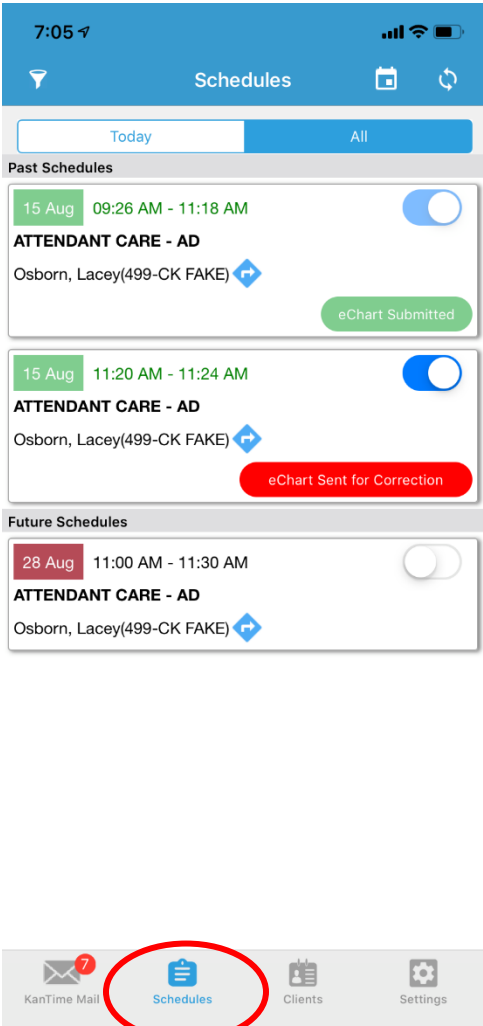 7:05
Schedules
Today All
Past Schedules
15 Aug 09:26 AM - 11:18 AM
ATTENDANT CARE - AD
Osborn, Lacey(499-CK FAKE)
eChart Submitted
15 Aug 11:20 AM - 11:24 AM
ATTENDANT CARE - AD
Osborn, Lacey(499-CK FAKE)
eChart Sent for Correction
Future Schedules
28 Aug 11:00 AM - 11:30 AM
ATTENDANT CARE - AD
Osborn, Lacey(499-CK FAKE)
7
KanTime Mail Schedules Clients Settings